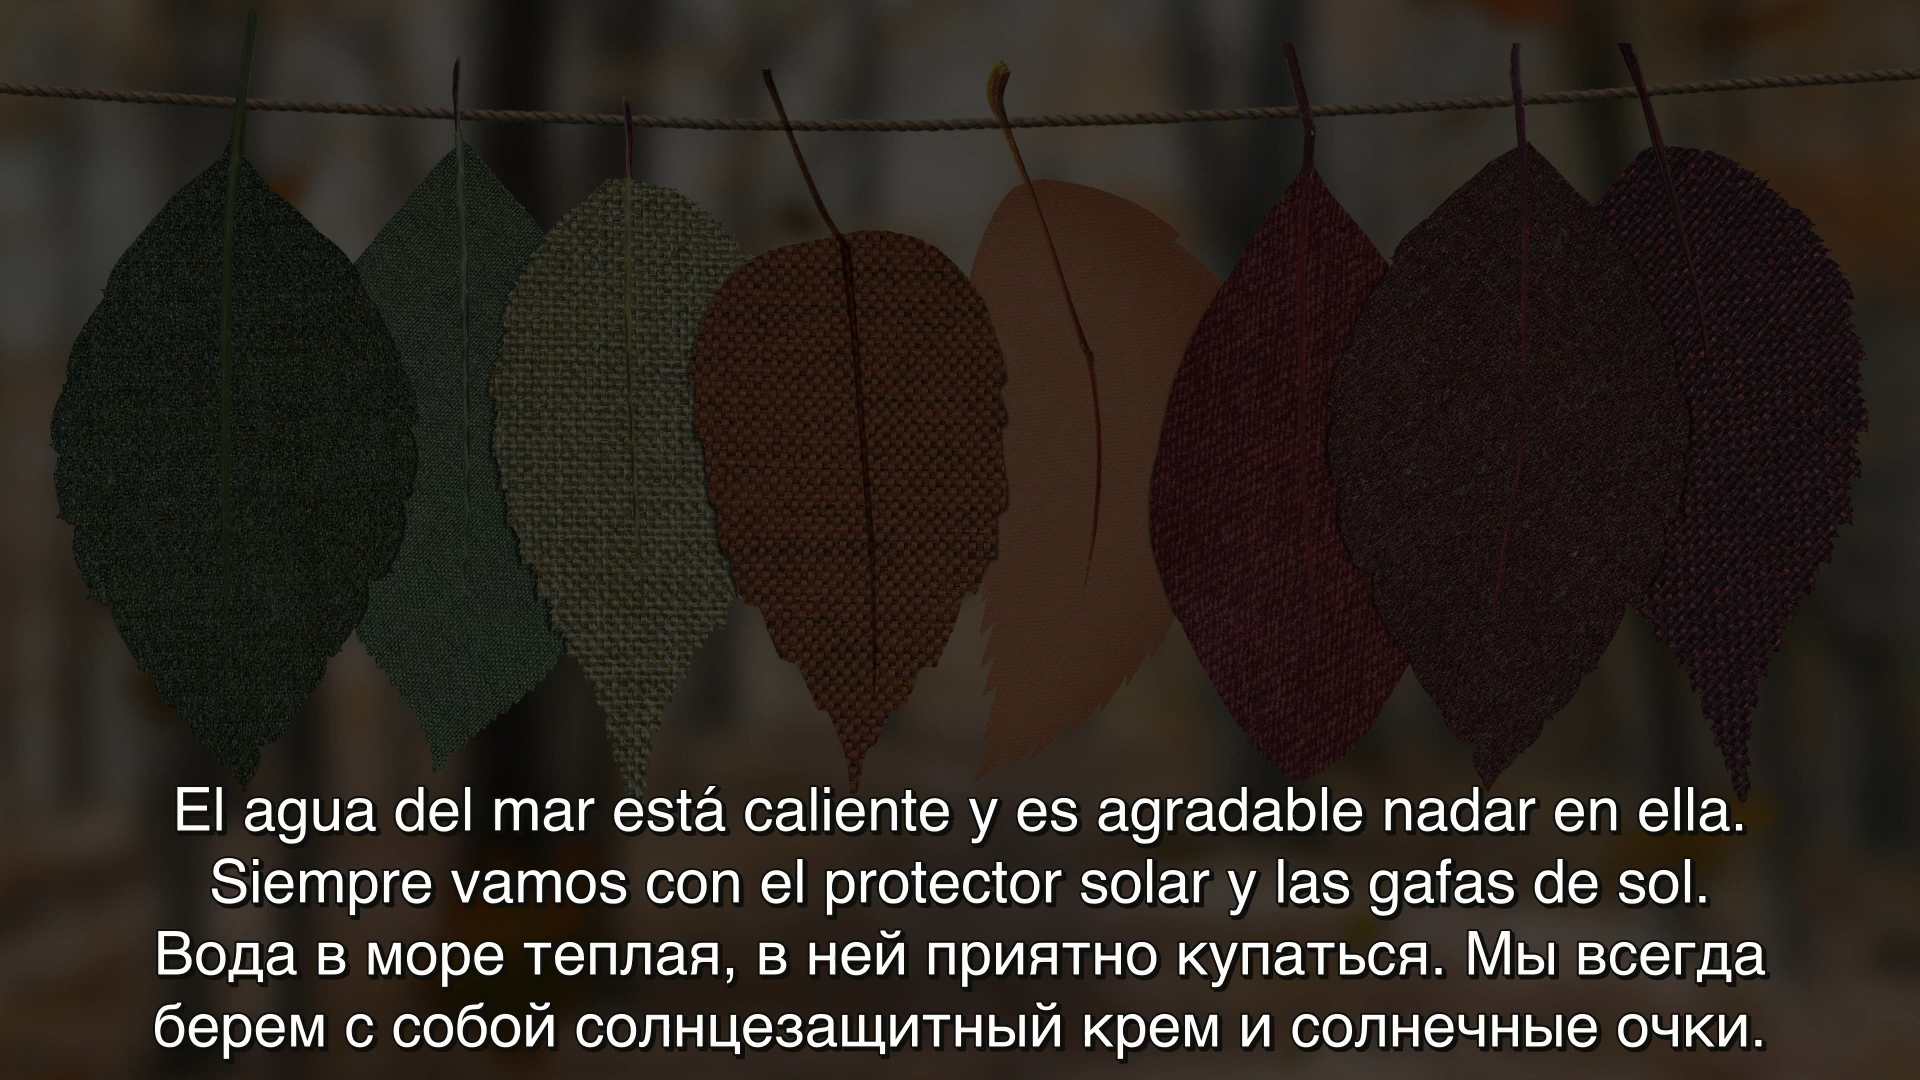 El agua del mar está caliente y es agradable nadar en ella.
Siempre vamos con el protector solar y las gafas de sol.
Вода в море теплая, в ней приятно купаться. Мы всегда
берем с собой солнцезащитный крем и солнечные очки.